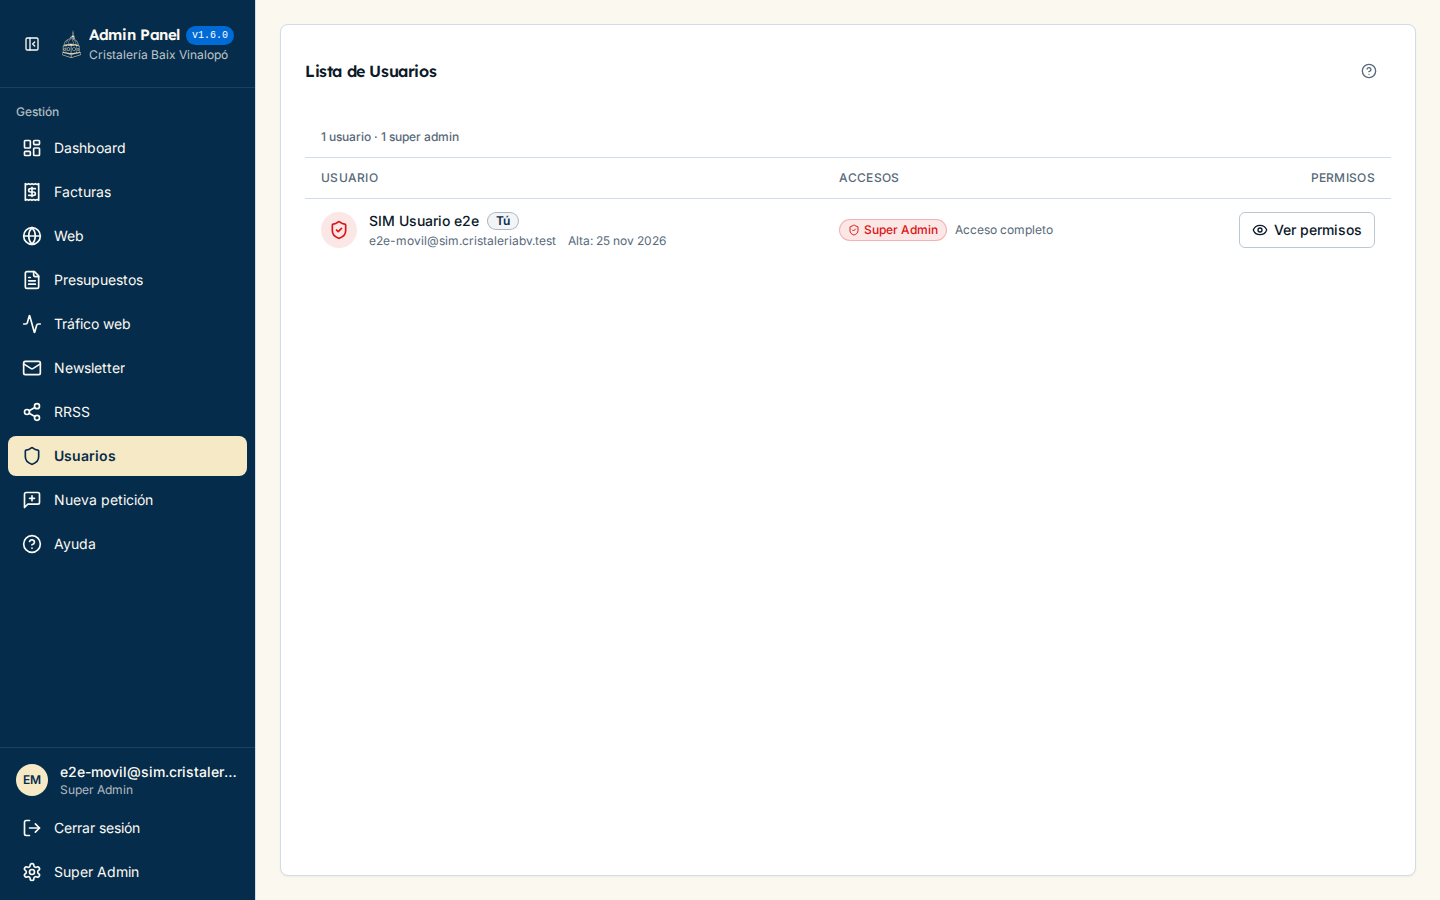 Admin Panel v1.6.0
Cristalería Baix Vinalopó
Gestión
Dashboard
Facturas
Web
Presupuestos
Tráfico web
Newsletter
RRSS
Usuarios
Nueva petición
Ayuda
EM
e2e-movil@sim.cristaler...
Super Admin
Cerrar sesión
Super Admin
Lista de Usuarios
1 usuario · 1 super admin
USUARIO ACCESOS PERMISOS
SIM Usuario e2e Tú
e2e-movil@sim.cristaleriabv.test Alta: 25 nov 2026
Super Admin Acceso completo
Ver permisos